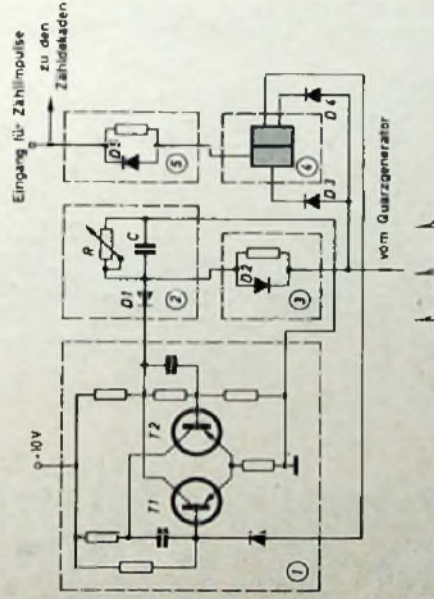 Eingang für Zählimpulse
zu den
Zähldekaden
-10V
T1
T2
①
D1
R
C
②
D2
③
D5
⑤
④
D3
D4
vom Quarzgenerator